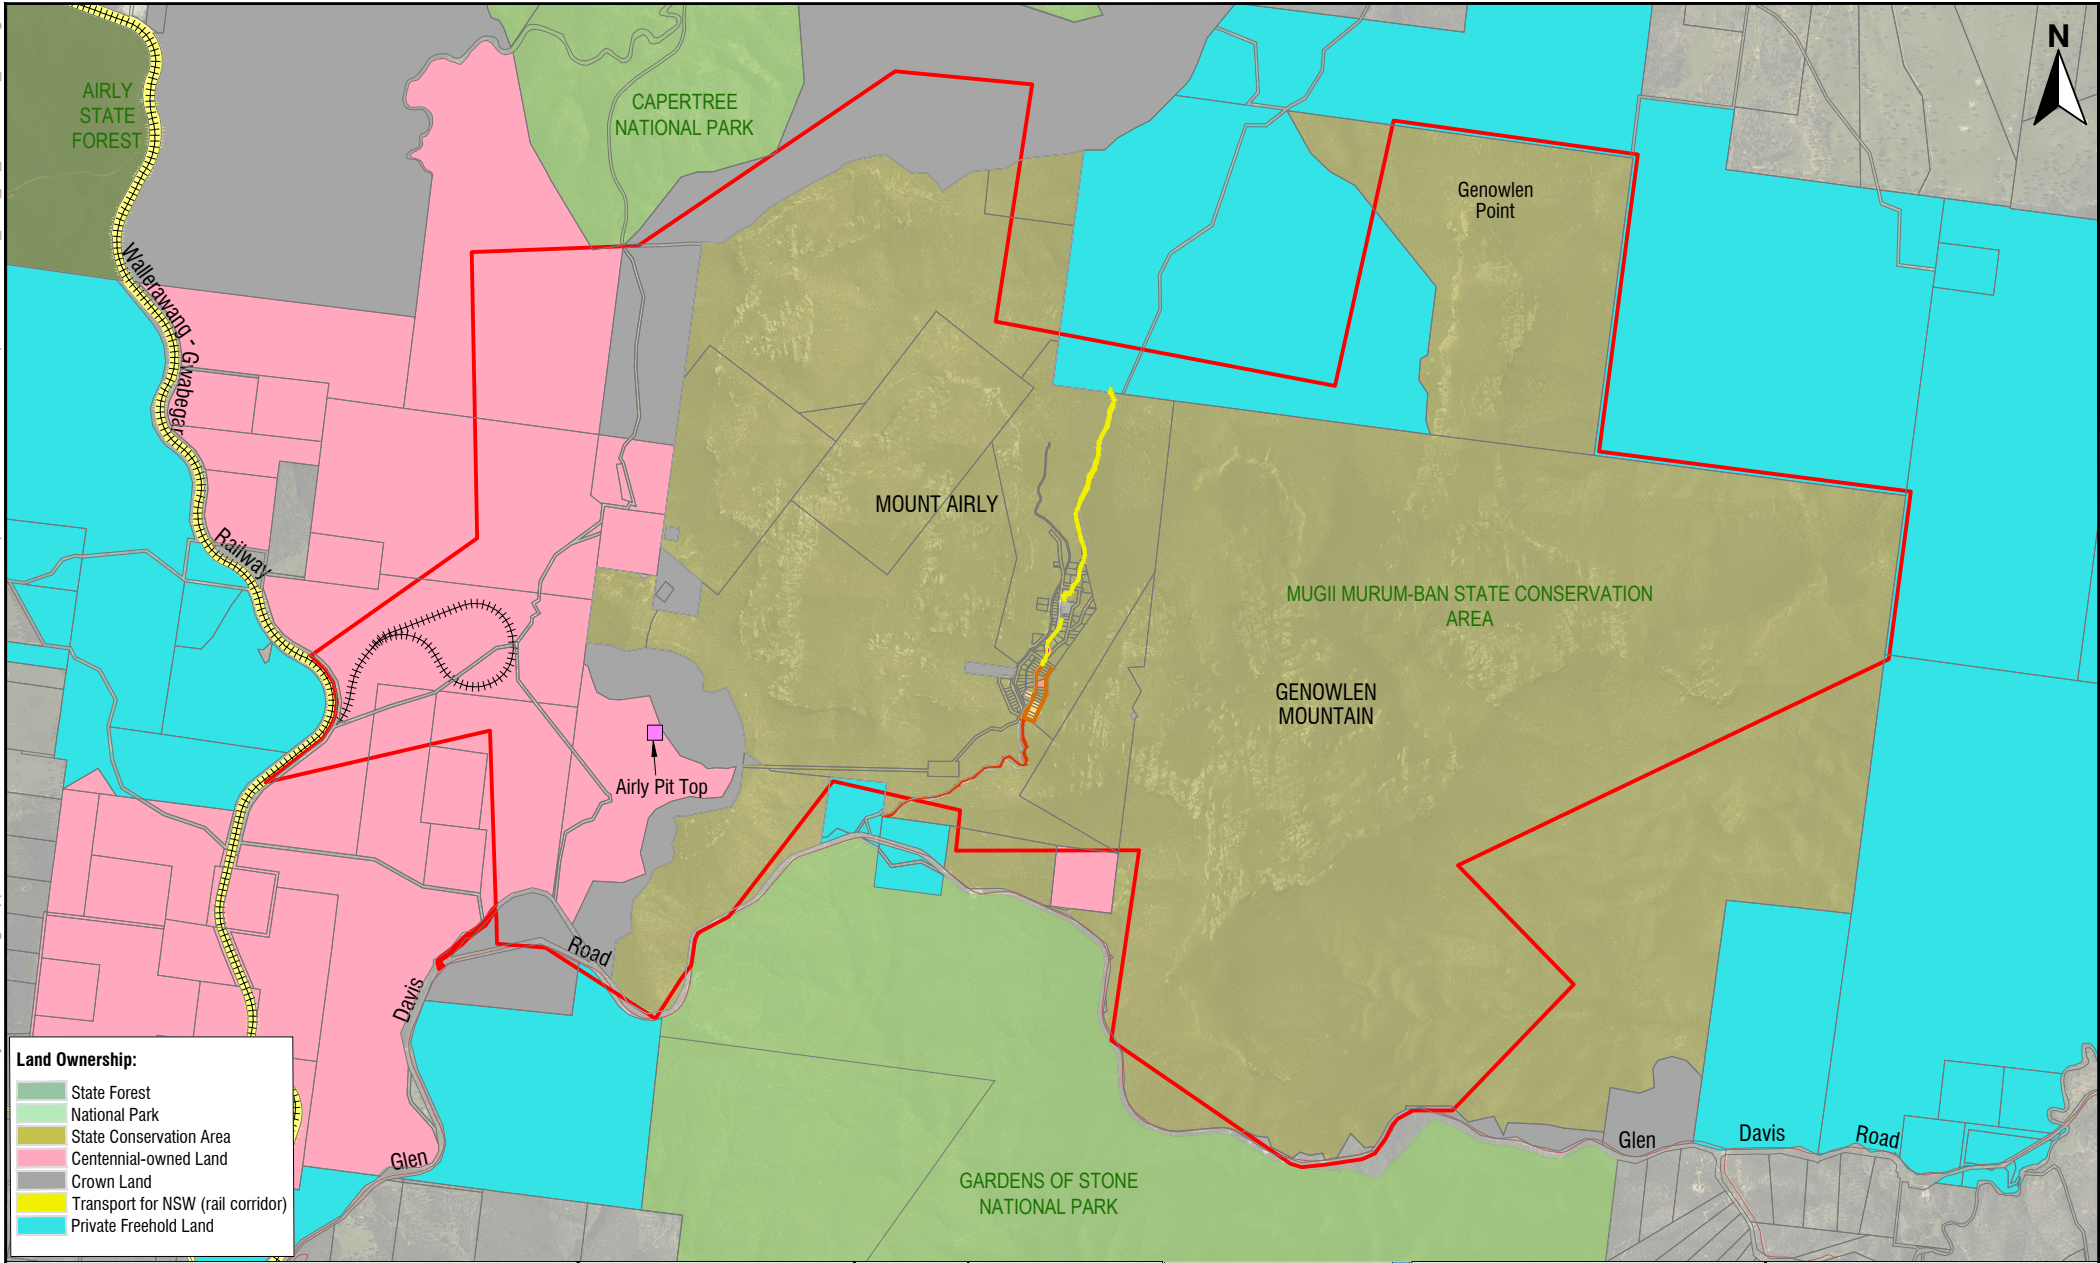 N
AIRLY
STATE
FOREST
CAPERTREE
NATIONAL PARK
Genowlen
Point
Wallerawang - Gwabegar
Railway
MOUNT AIRLY
MUGII MURUM-BAN STATE CONSERVATION
AREA
GENOWLEN
MOUNTAIN
Airly Pit Top
Road
Davis
Glen
GARDENS OF STONE
NATIONAL PARK
Glen
Davis
Road
Land Ownership:
State Forest
National Park
State Conservation Area
Centennial-owned Land
Crown Land
Transport for NSW (rail corridor)
Private Freehold Land